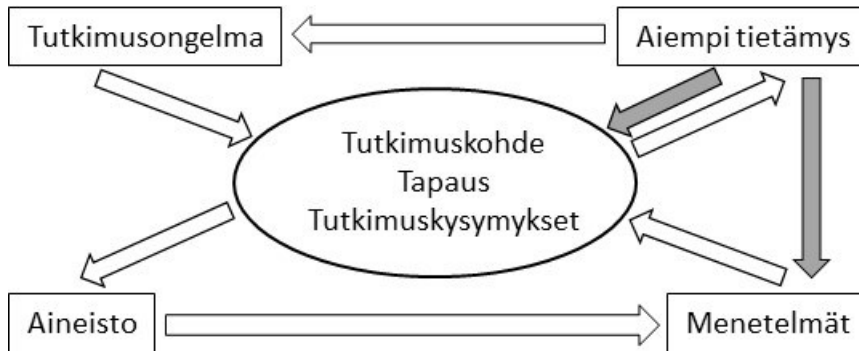 Tutkimusongelma
Aiempi tietämys
Tutkimuskohde
Tapaus
Tutkimuskysymykset
Aineisto
Menetelmät